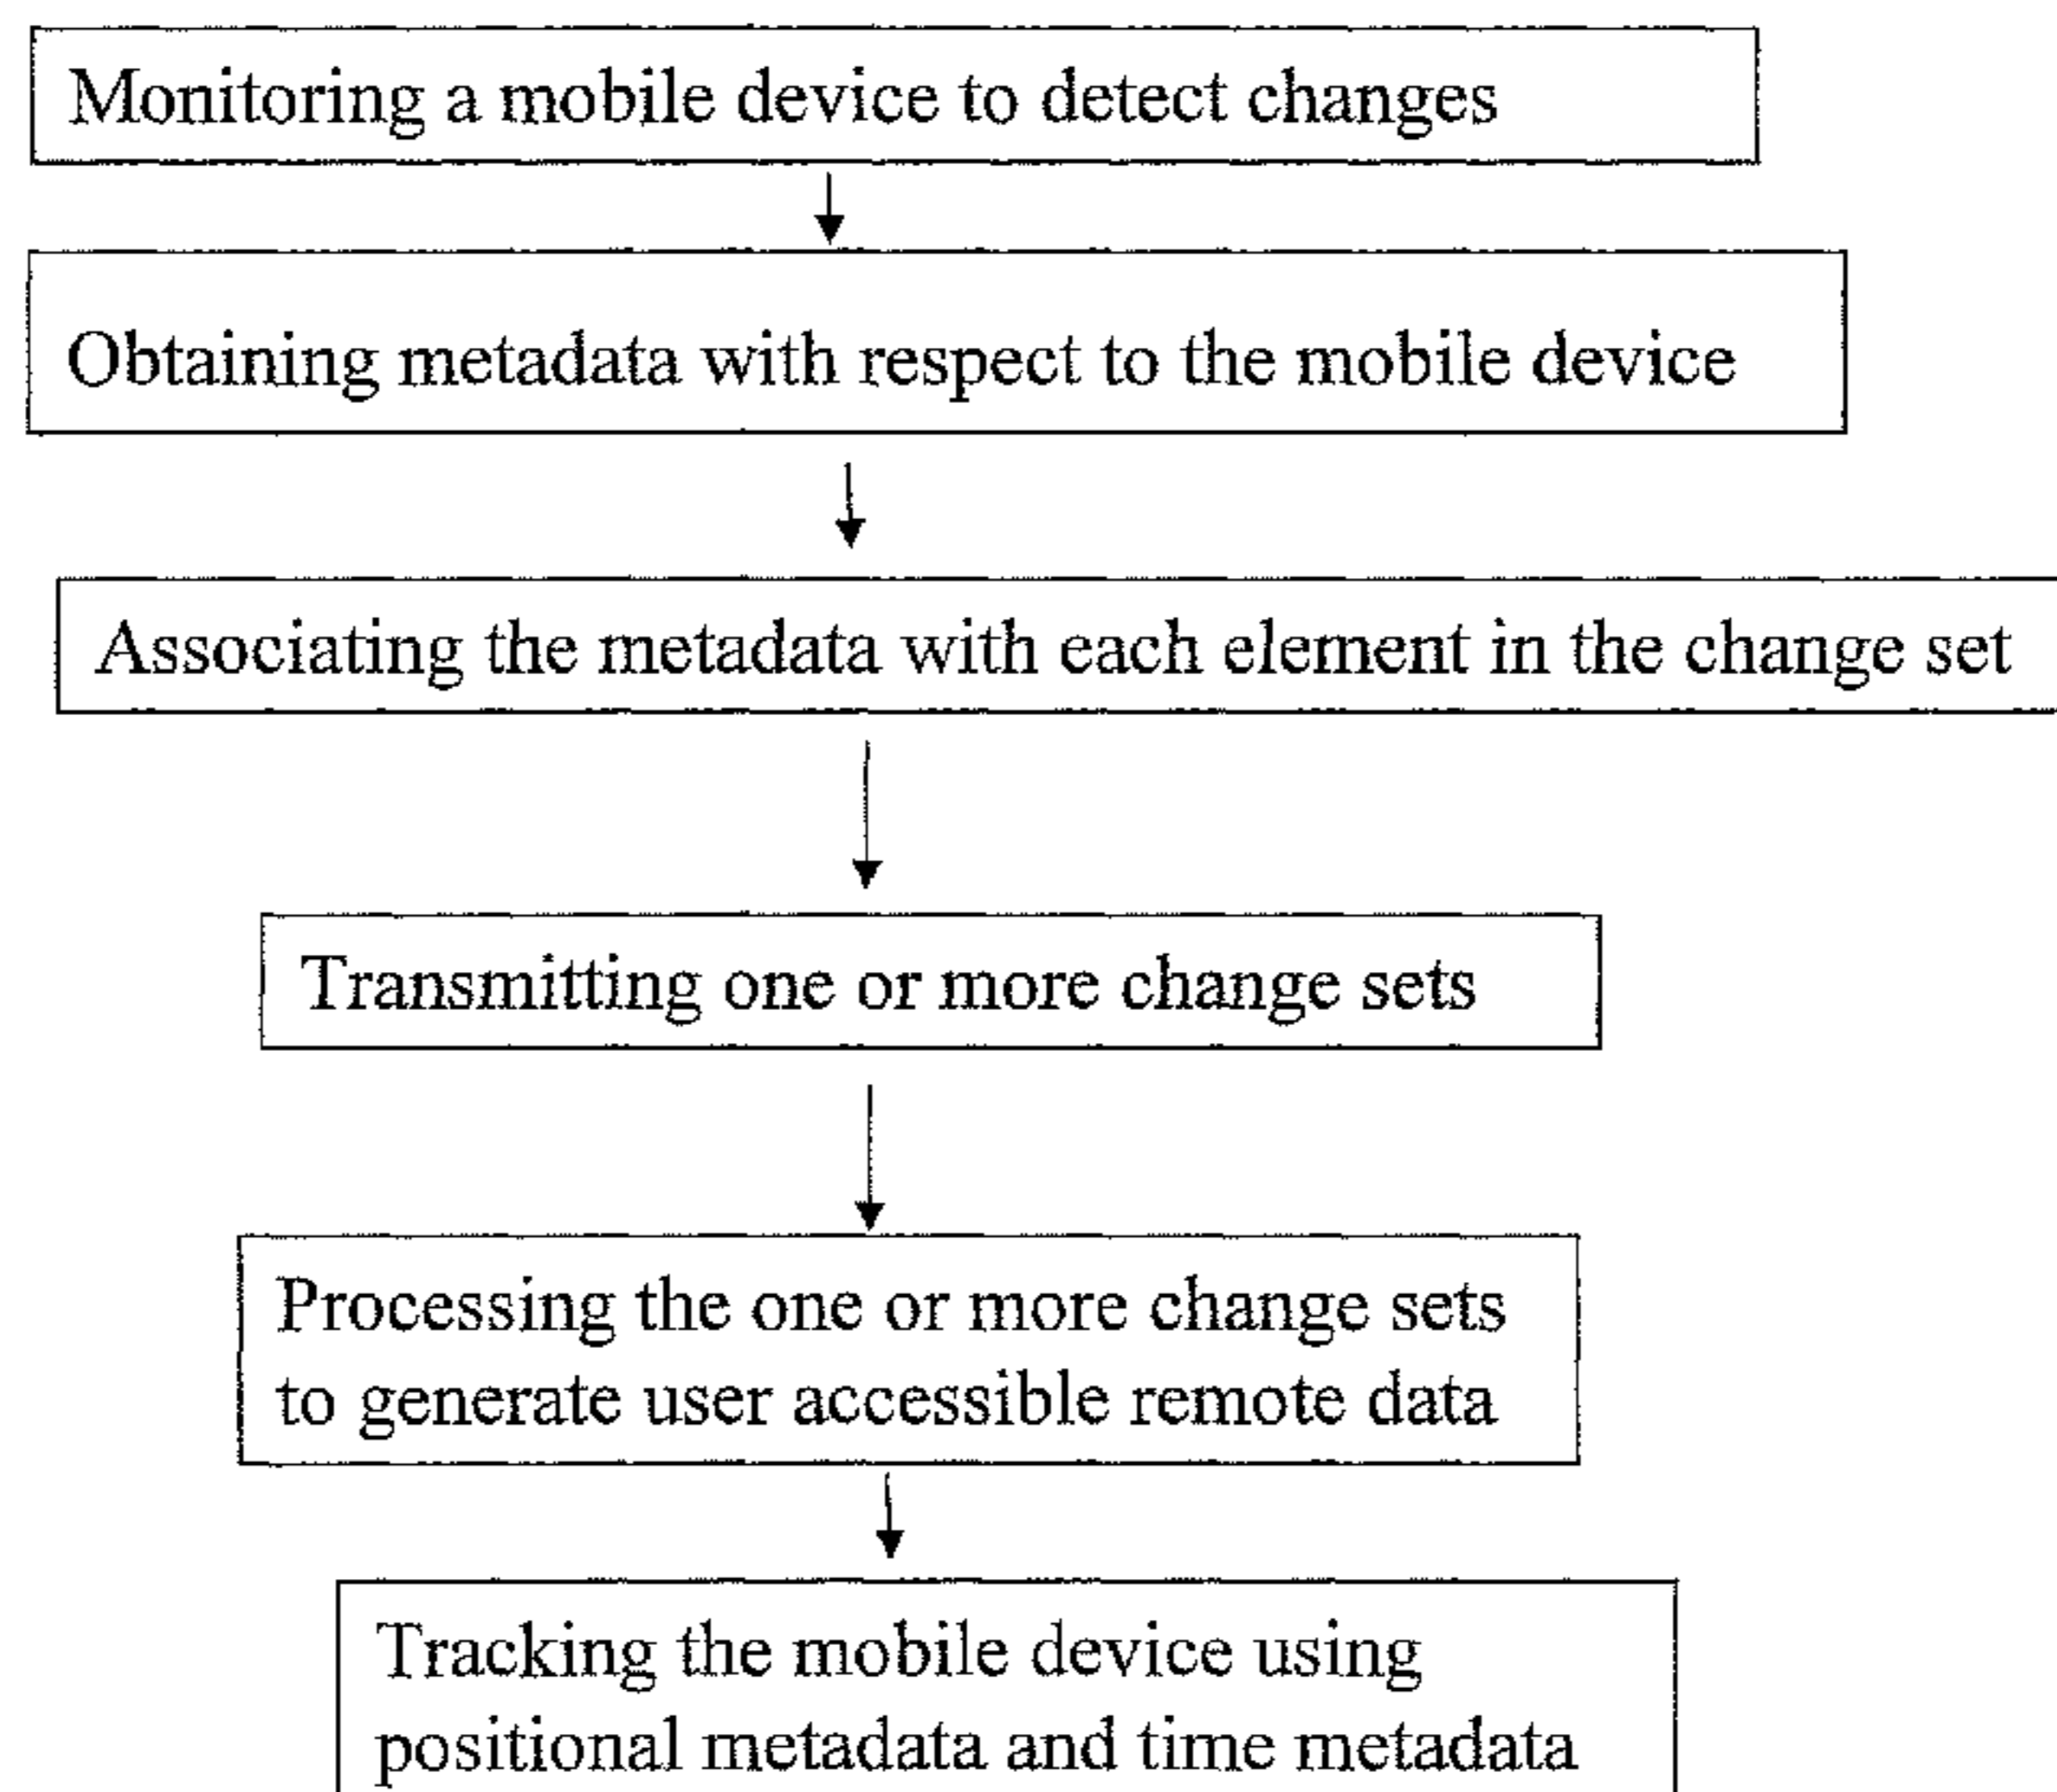 Monitoring a mobile device to detect changes
Obtaining metadata with respect to the mobile device
Associating the metadata with each element in the change set
Transmitting one or more change sets
Processing the one or more change sets
to generate user accessible remote data
Tracking the mobile device using
positional metadata and time metadata